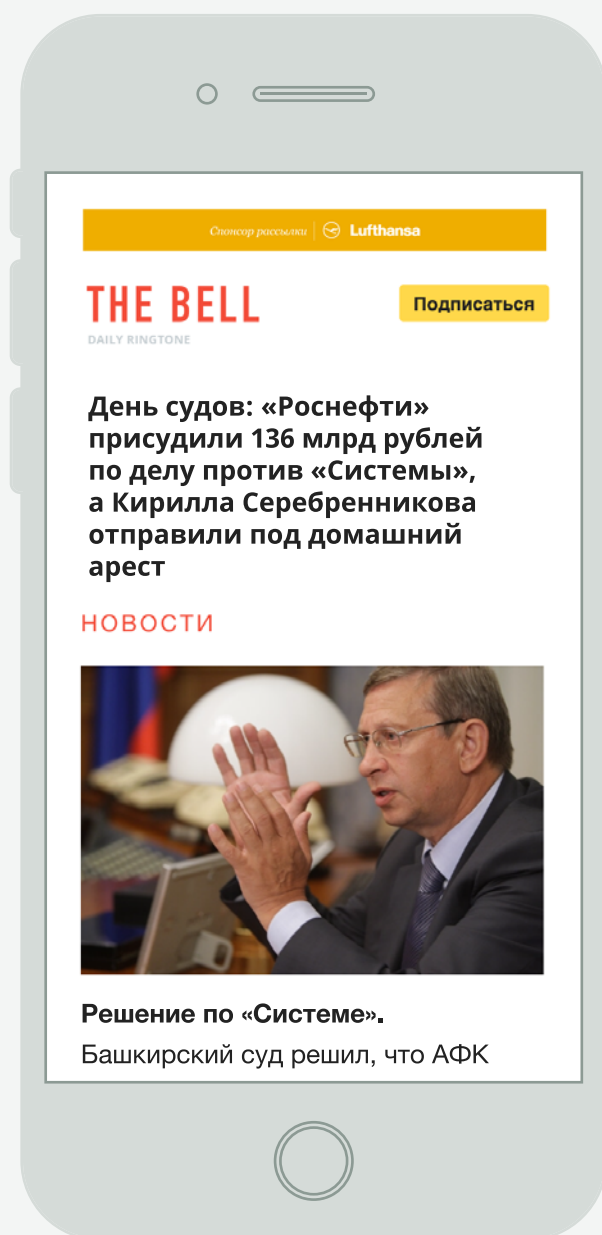 Спонсор рассылки | Lufthansa
THE BELL
DAILY RINGTONE
Подписаться
День судов: «Роснефти»
присудили 136 млрд рублей
по делу против «Системы»,
а Кирилла Серебренникова
отправили под домашний
арест
НОВОСТИ
Решение по «Системе».
Башкирский суд решил, что АФК